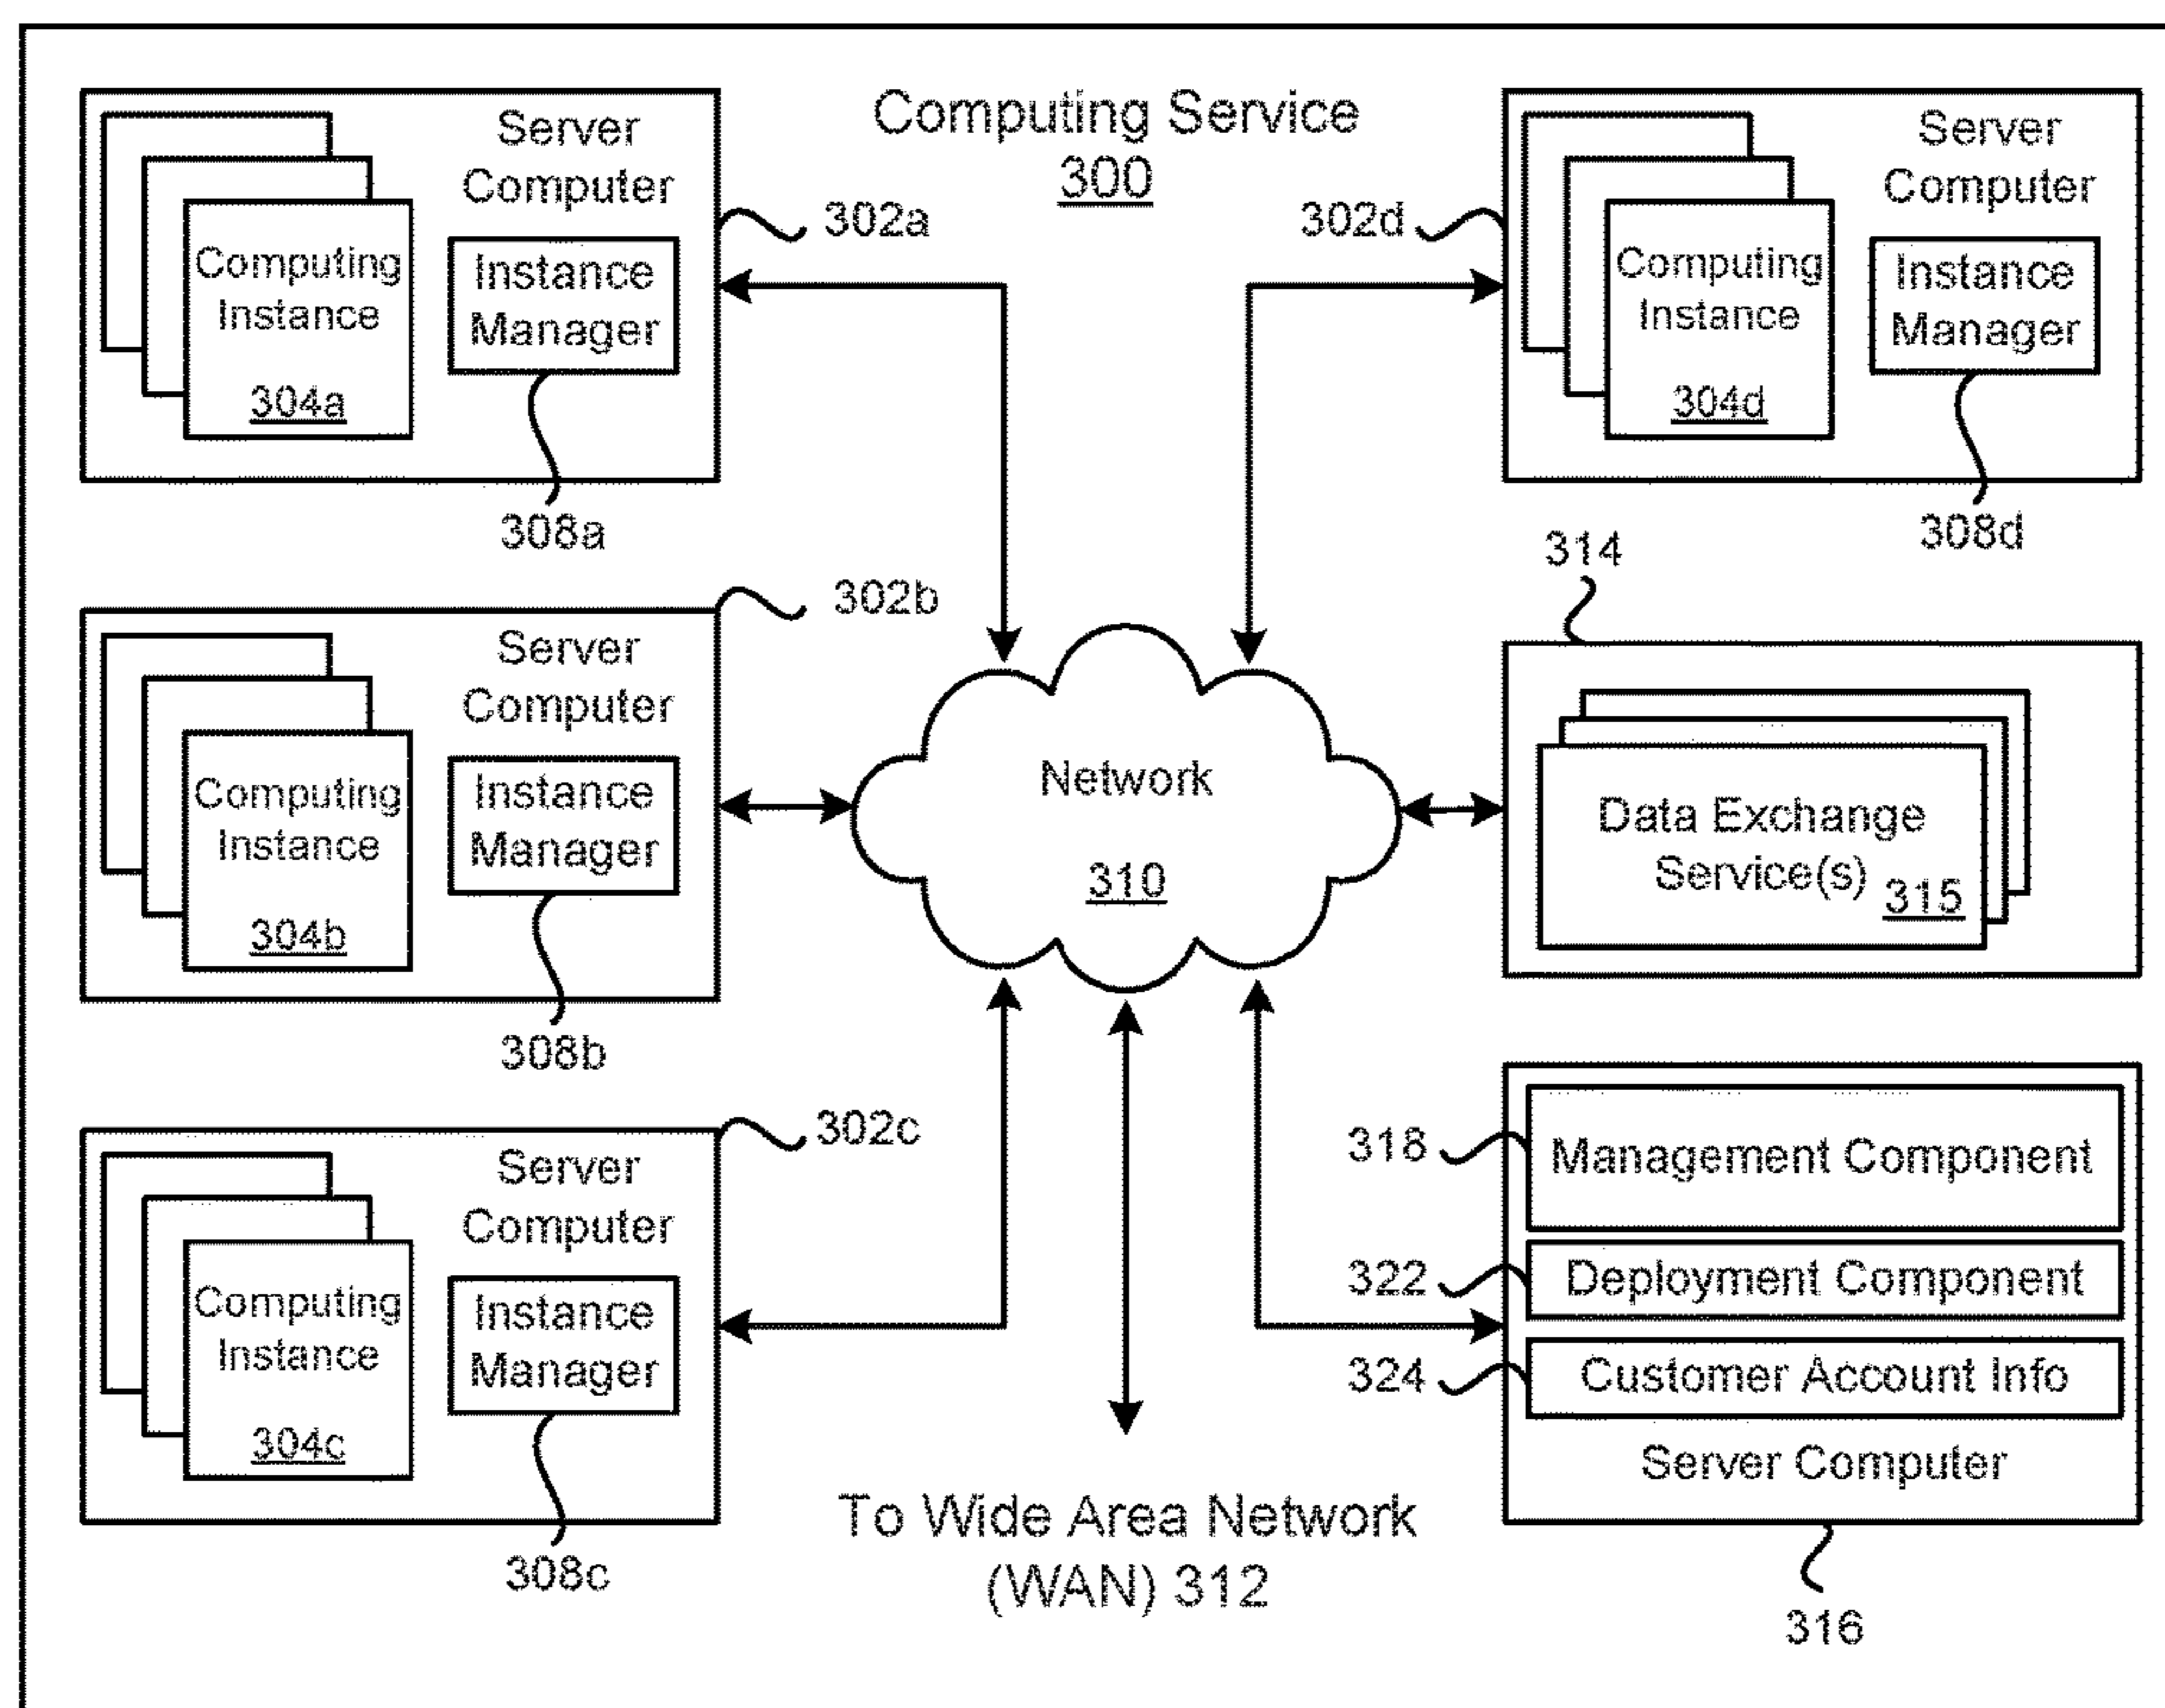 Computing Service
300
Server
Computer
Computing
Instance
304a
Instance
Manager
302a
308a
302d
Server
Computer
Computing
Instance
304d
Instance
Manager
308d
302b
Server
Computer
Computing
Instance
304b
Instance
Manager
308b
Network
310
314
Data Exchange
Service(s) 315
302c
Server
Computer
Computing
Instance
304c
Instance
Manager
308c
To Wide Area Network
(WAN) 312
318
Management Component
322
Deployment Component
324
Customer Account Info
Server Computer
316